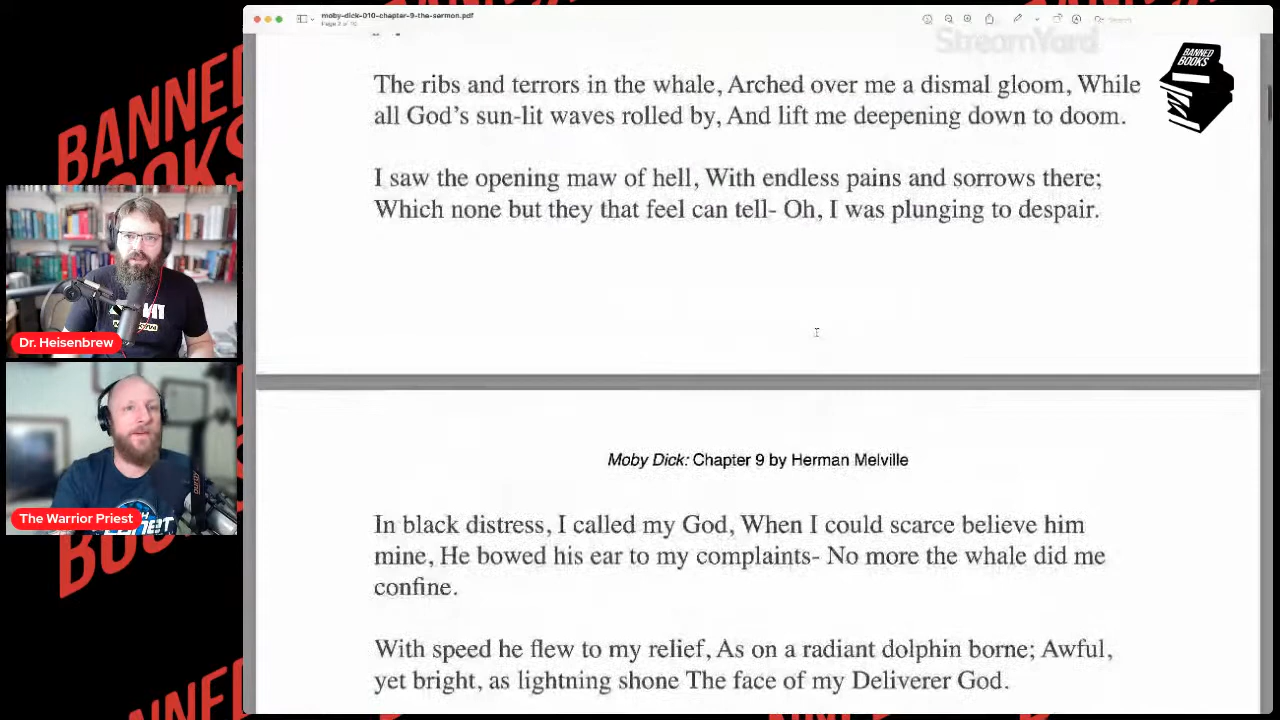 moby-dick-010-chapter-9-the-sermon.pdf
Search
StreamYard
BANNED
BOOKS
The ribs and terrors in the whale, Arched over me a dismal gloom, While
all God's sun-lit waves rolled by, And lift me deepening down to doom.
I saw the opening maw of hell, With endless pains and sorrows there;
Which none but they that feel can tell- Oh, I was plunging to despair.
Moby Dick: Chapter 9 by Herman Melville
In black distress, I called my God, When I could scarce believe him
mine, He bowed his ear to my complaints- No more the whale did me
confine.
With speed he flew to my relief, As on a radiant dolphin borne; Awful,
yet bright, as lightning shone The face of my Deliverer God.
BANNED
BOOKS
Dr. Heisenbrew
The Warrior Priest